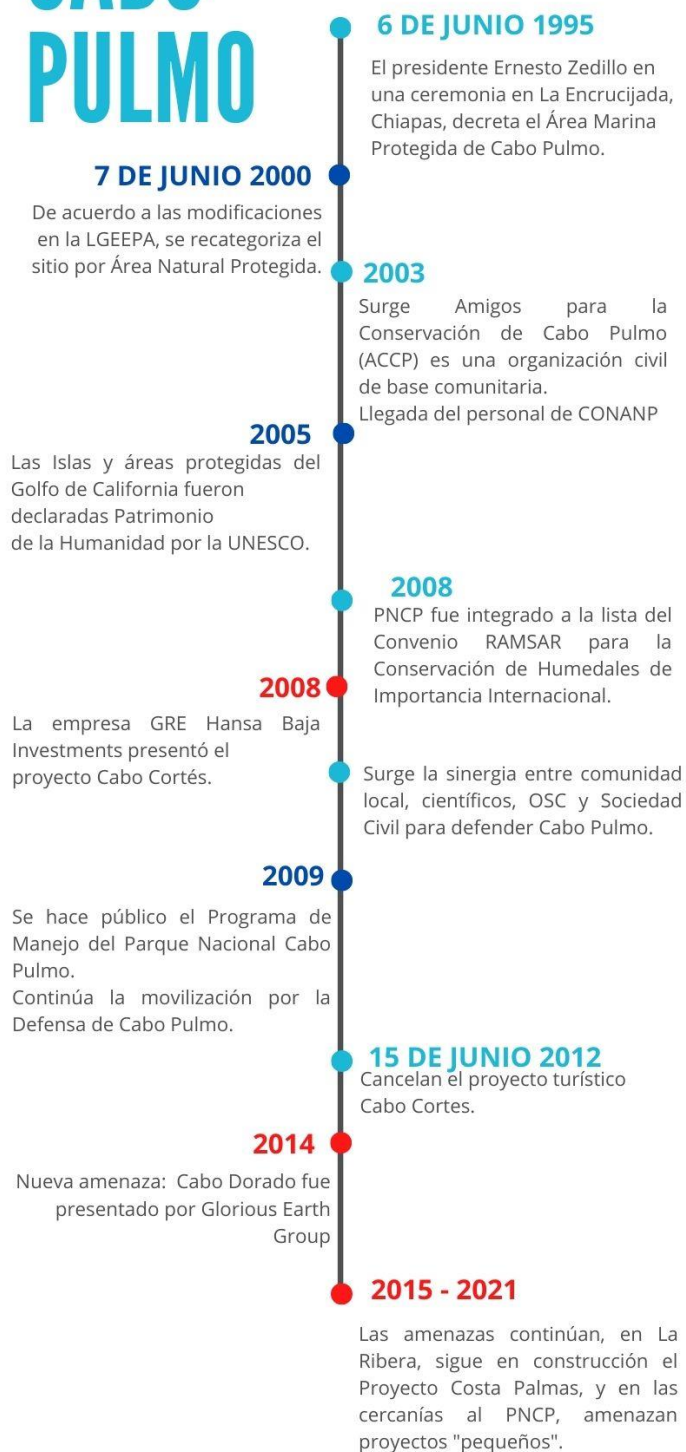 CABO
PULMO
6 DE JUNIO 1995
El presidente Ernesto Zedillo en
una ceremonia en La Encrucijada,
Chiapas, decreta el Área Marina
Protegida de Cabo Pulmo.
7 DE JUNIO 2000
De acuerdo a las modificaciones
en la LGEEPA, se recategoriza el
sitio por Área Natural Protegida.
2003
Surge Amigos para la
Conservación de Cabo Pulmo
(ACCP) es una organización civil
de base comunitaria.
Llegada del personal de CONANP
2005
Las Islas y áreas protegidas del
Golfo de California fueron
declaradas Patrimonio
de la Humanidad por la UNESCO.
2008
PNCP fue integrado a la lista del
Convenio RAMSAR para la
Conservación de Humedales de
Importancia Internacional.
2008
La empresa GRE Hansa Baja
Investments presentó el
proyecto Cabo Cortés.
Surge la sinergia entre comunidad
local, científicos, OSC y Sociedad
Civil para defender Cabo Pulmo.
2009
Se hace público el Programa de
Manejo del Parque Nacional Cabo
Pulmo.
Continúa la movilización por la
Defensa de Cabo Pulmo.
15 DE JUNIO 2012
Cancelan el proyecto turístico
Cabo Cortes.
2014
Nueva amenaza: Cabo Dorado fue
presentado por Glorious Earth
Group
2015 - 2021
Las amenazas continúan, en La
Ribera, sigue en construcción el
Proyecto Costa Palmas, y en las
cercanías al PNCP, amenazan
proyectos "pequeños".